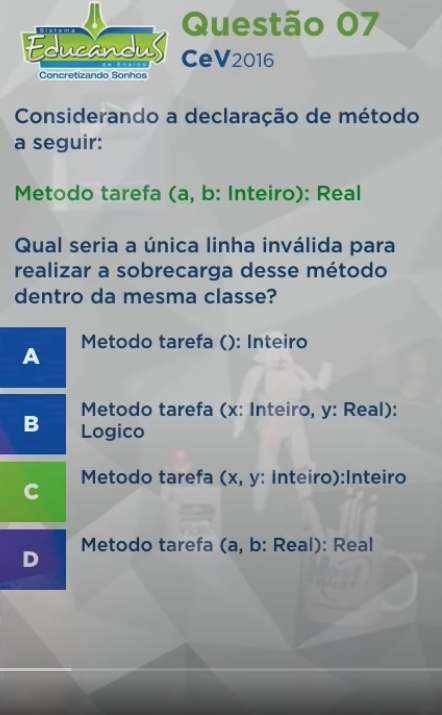 Sistema
Educandus
de Ensino
Concretizando Sonhos
Questão 07
CeV2016
Considerando a declaração de método
a seguir:
Metodo tarefa (a, b: Inteiro): Real
Qual seria a única linha inválida para
realizar a sobrecarga desse método
dentro da mesma classe?
A
Metodo tarefa (): Inteiro
B
Metodo tarefa (x: Inteiro, y: Real):
Logico
C
Metodo tarefa (x, y: Inteiro):Inteiro
D
Metodo tarefa (a, b: Real): Real